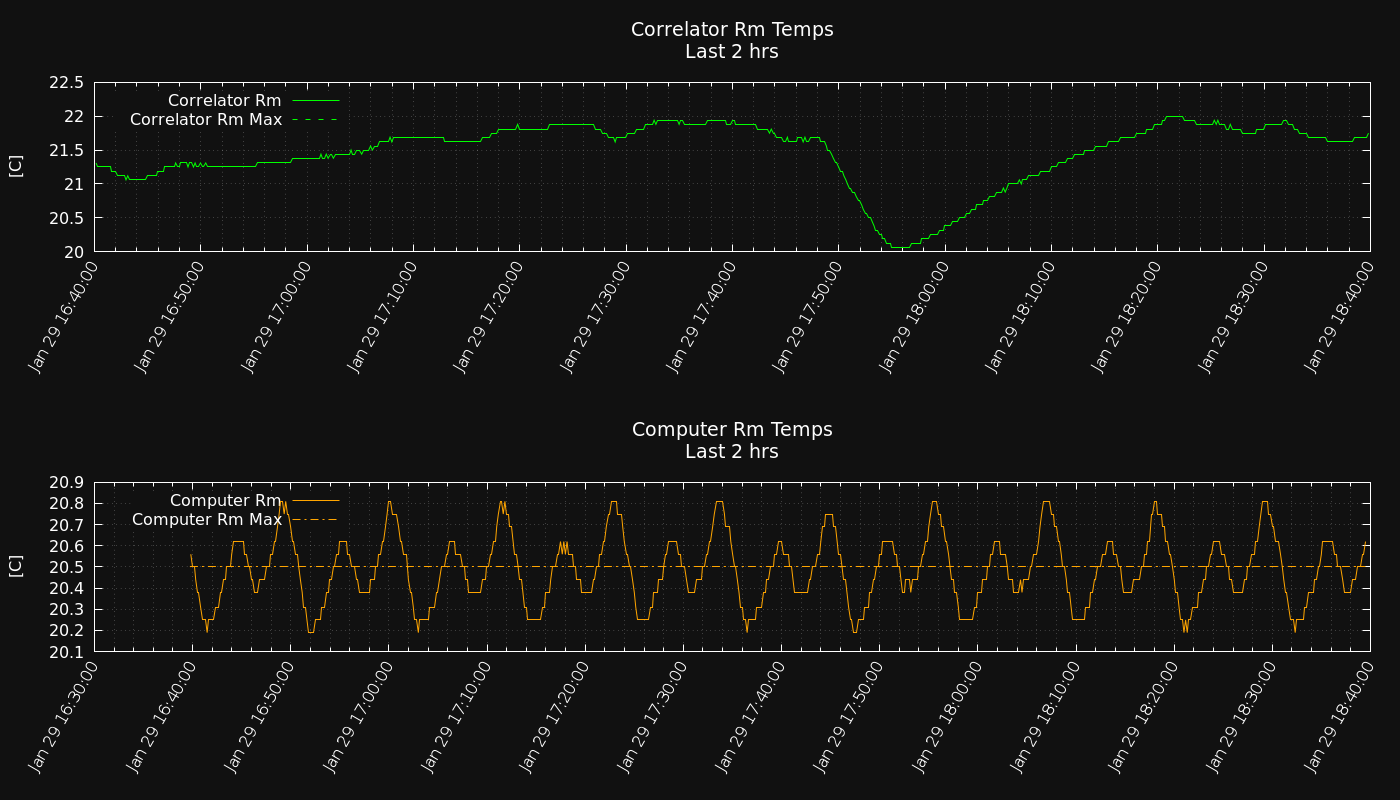 Correlator Rm Temps
Last 2 hrs
22.5
22
21.5
21
20.5
20
[C]
Correlator Rm
Correlator Rm Max
Jan 29 16:40:00
Jan 29 16:50:00
Jan 29 17:00:00
Jan 29 17:10:00
Jan 29 17:20:00
Jan 29 17:30:00
Jan 29 17:40:00
Jan 29 17:50:00
Jan 29 18:00:00
Jan 29 18:10:00
Jan 29 18:20:00
Jan 29 18:30:00
Jan 29 18:40:00
Computer Rm Temps
Last 2 hrs
20.9
20.8
20.7
20.6
20.5
20.4
20.3
20.2
20.1
[C]
Computer Rm
Computer Rm Max
Jan 29 16:30:00
Jan 29 16:40:00
Jan 29 16:50:00
Jan 29 17:00:00
Jan 29 17:10:00
Jan 29 17:20:00
Jan 29 17:30:00
Jan 29 17:40:00
Jan 29 17:50:00
Jan 29 18:00:00
Jan 29 18:10:00
Jan 29 18:20:00
Jan 29 18:30:00
Jan 29 18:40:00